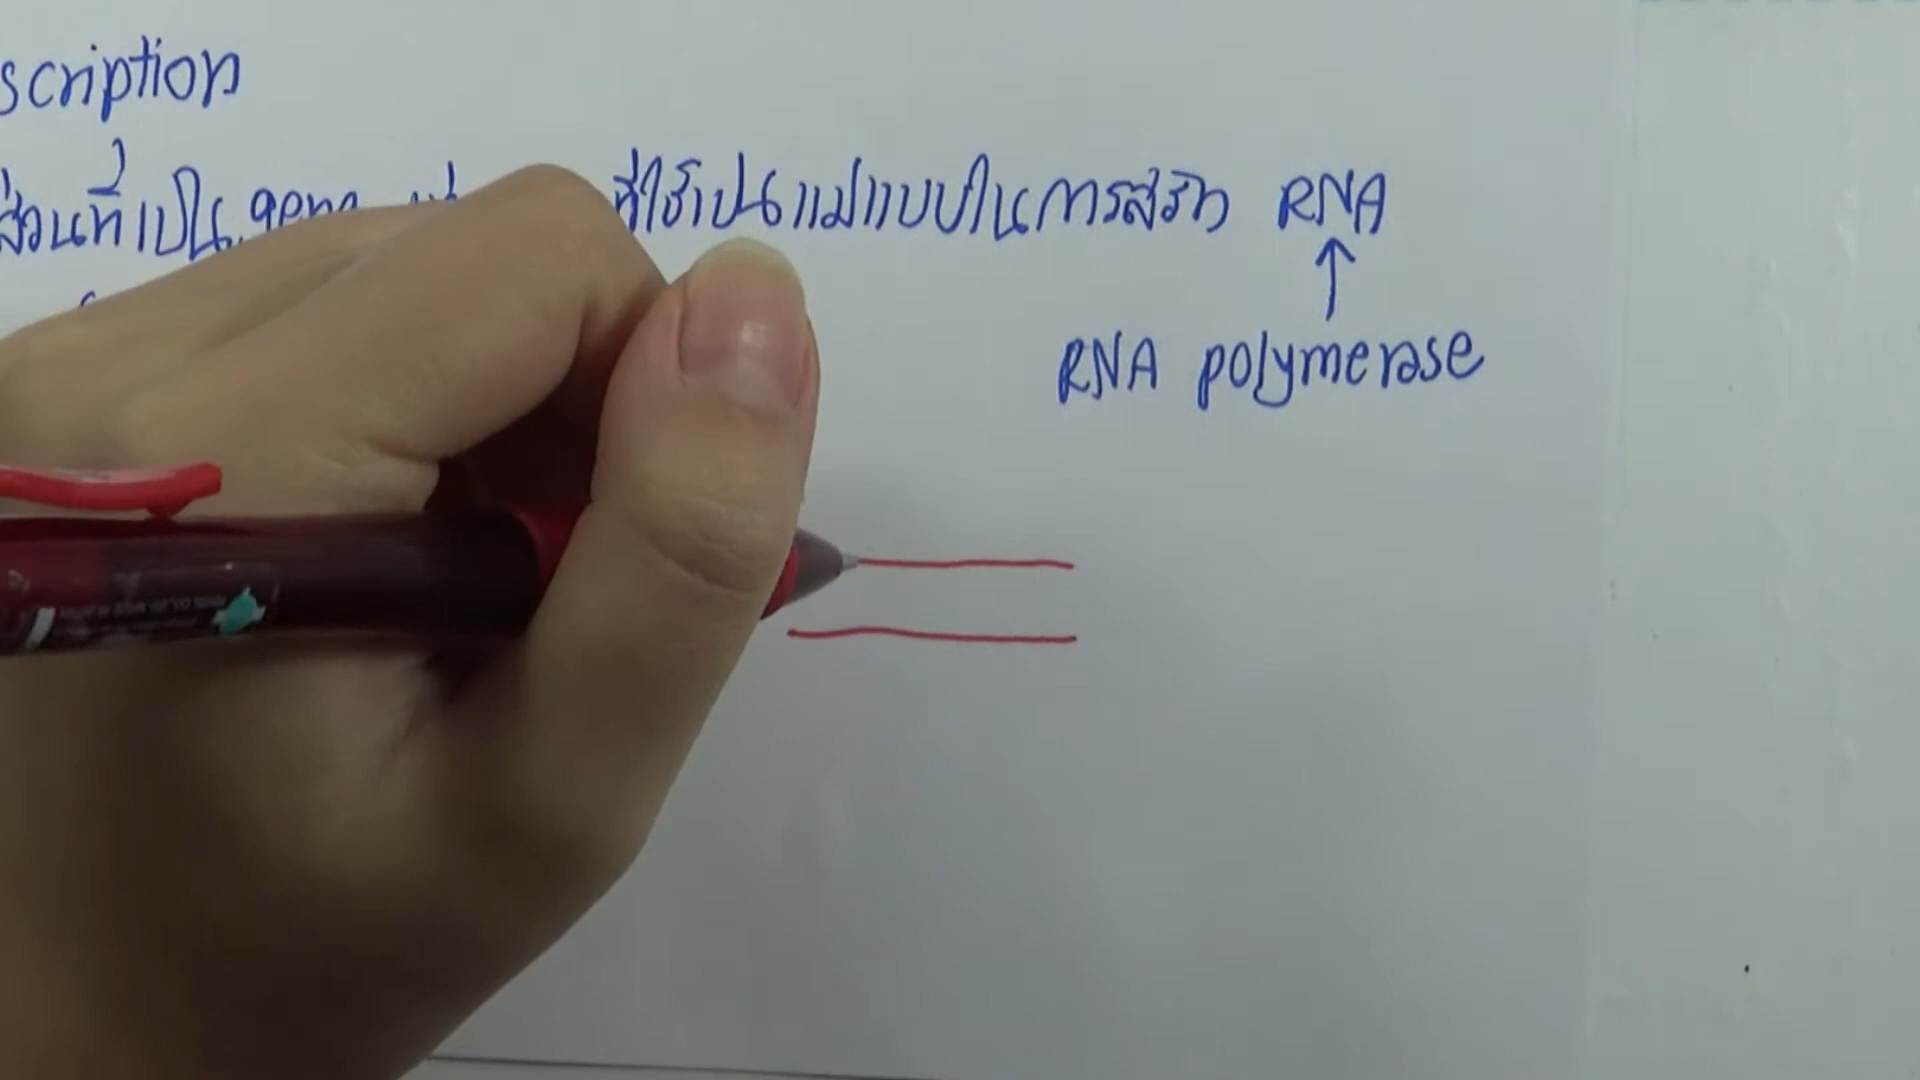 scription
ส่วนที่เป็น gene ที่ใช้เป็นแม่แบบในการสร้าง RNA
↑
RNA polymerase